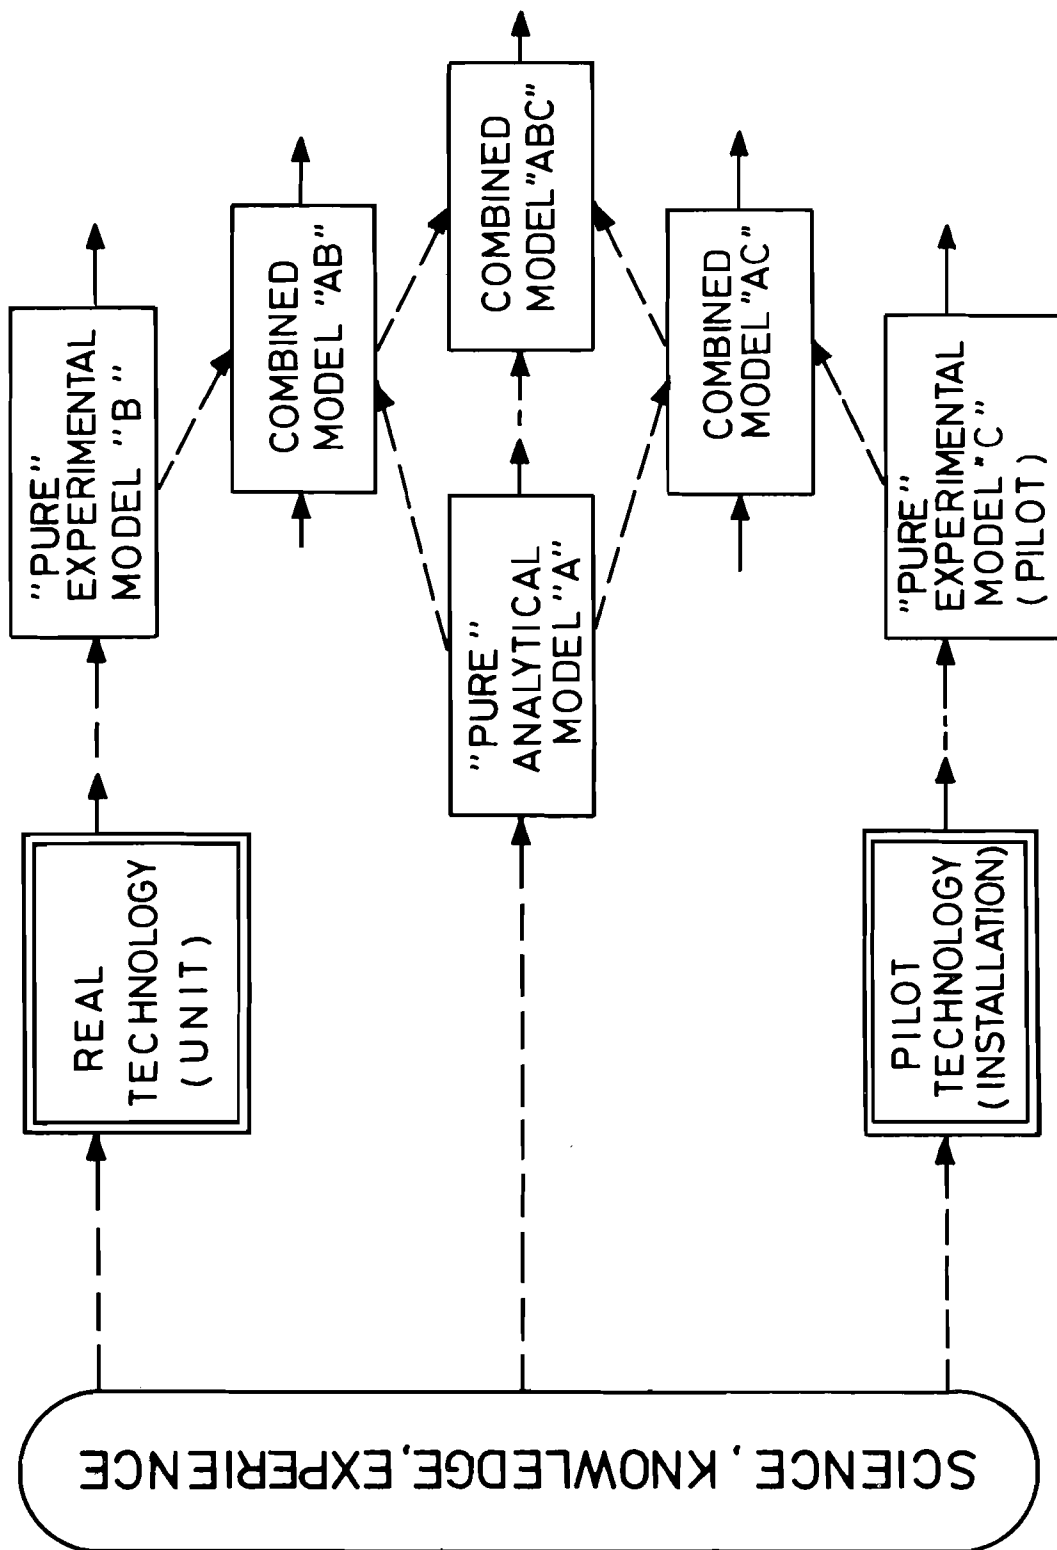 SCIENCE, KNOWLEDGE, EXPERIENCE
REAL
TECHNOLOGY
(UNIT)
"PURE"
EXPERIMENTAL
MODEL "B"
COMBINED
MODEL "AB"
"PURE"
ANALYTICAL
MODEL "A"
COMBINED
MODEL "ABC"
COMBINED
MODEL "AC"
PILOT
TECHNOLOGY
(INSTALLATION)
"PURE"
EXPERIMENTAL
MODEL "C"
(PILOT)